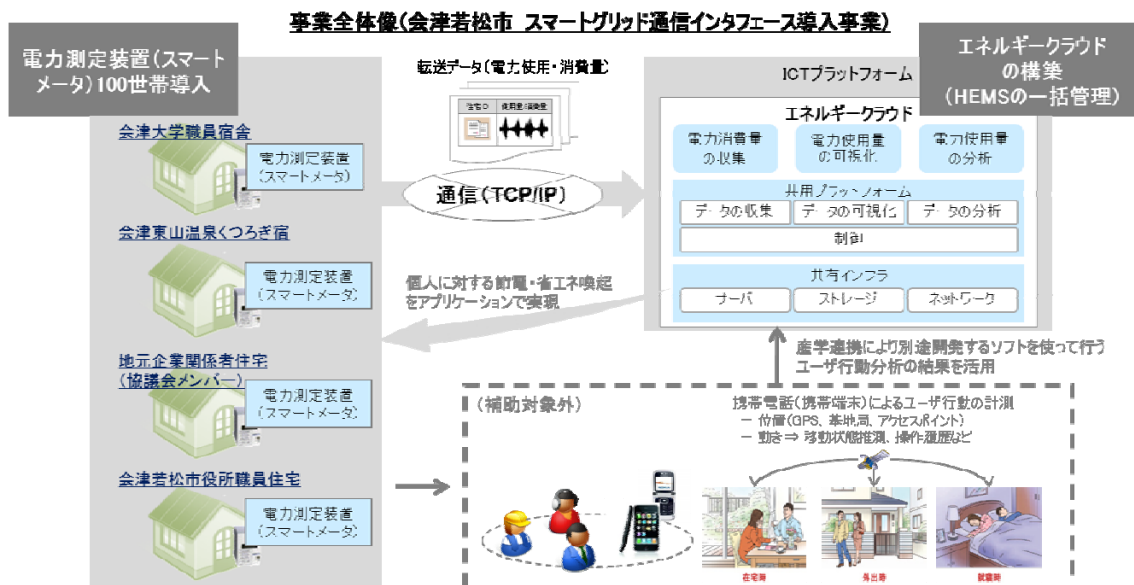 事業全体像(会津若松市 スマートグリッド通信インタフェース導入事業)
電力測定装置(スマート
メータ)100世帯導入
会津大学職員宿舎
電力測定装置
(スマートメータ)
会津東山温泉くつろぎ宿
電力測定装置
(スマートメータ)
地元企業関係者住宅
(協議会メンバー)
電力測定装置
(スマートメータ)
会津若松市役所職員住宅
電力測定装置
(スマートメータ)
転送データ(電力使用・消費量)
住宅ID
使用量/消費量
通信(TCP/IP)
個人に対する節電・省エネ喚起
をアプリケーションで実現
エネルギークラウド
の構築
(HEMSの一括管理)
ICTプラットフォーム
エネルギークラウド
電力消費量
の収集
電力使用量
の可視化
電力使用量
の分析
共用プラットフォーム
データの収集
データの可視化
データの分析
制御
共有インフラ
サーバ
ストレージ
ネットワーク
産学連携により別途開発するソフトを使って行う
ユーザ行動分析の結果を活用
(補助対象外)
携帯電話(携帯端末)によるユーザ行動の計測
— 位置(GPS、基地局、アクセスポイント)
— 動き⇒ 移動状態推測、操作履歴など
在宅時
外出時
就寝時